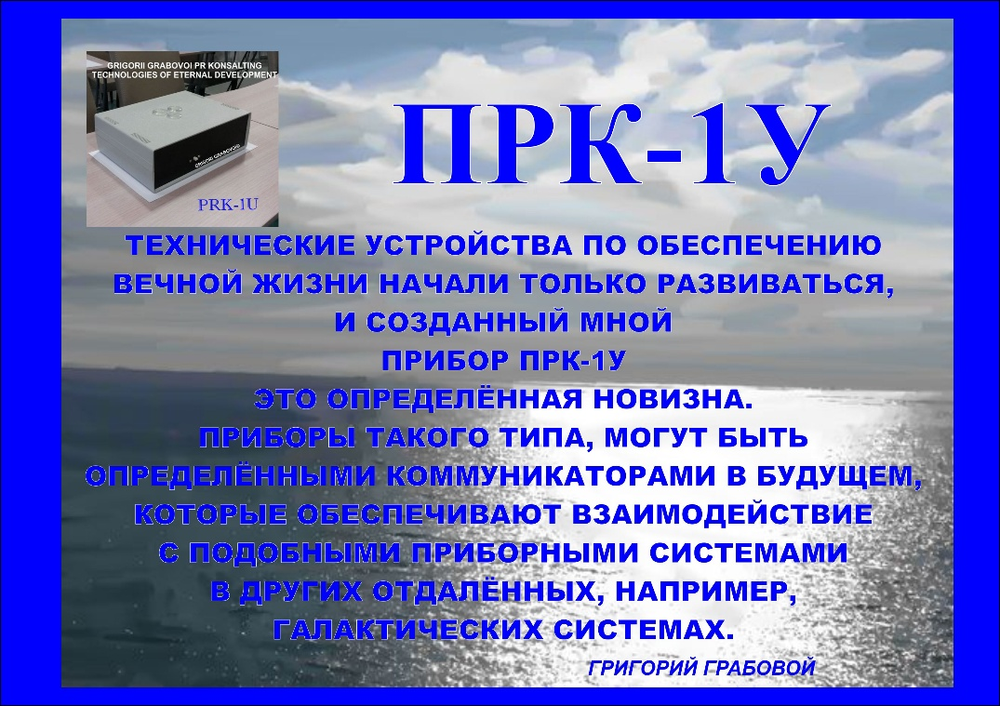 GRIGORII GRABOVOI PR KONSALTING
TECHNOLOGIES OF ETERNAL DEVELOPMENT
GRIGORI GRABOVOI
PRK-1U
ПРК-1У
ТЕХНИЧЕСКИЕ УСТРОЙСТВА ПО ОБЕСПЕЧЕНИЮ
ВЕЧНОЙ ЖИЗНИ НАЧАЛИ ТОЛЬКО РАЗВИВАТЬСЯ,
И СОЗДАННЫЙ МНОЙ
ПРИБОР ПРК-1У
ЭТО ОПРЕДЕЛЁННАЯ НОВИЗНА.
ПРИБОРЫ ТАКОГО ТИПА, МОГУТ БЫТЬ
ОПРЕДЕЛЁННЫМИ КОММУНИКАТОРАМИ В БУДУЩЕМ,
КОТОРЫЕ ОБЕСПЕЧИВАЮТ ВЗАИМОДЕЙСТВИЕ
С ПОДОБНЫМИ ПРИБОРНЫМИ СИСТЕМАМИ
В ДРУГИХ ОТДАЛЁННЫХ, НАПРИМЕР,
ГАЛАКТИЧЕСКИХ СИСТЕМАХ.
ГРИГОРИЙ ГРАБОВОЙ